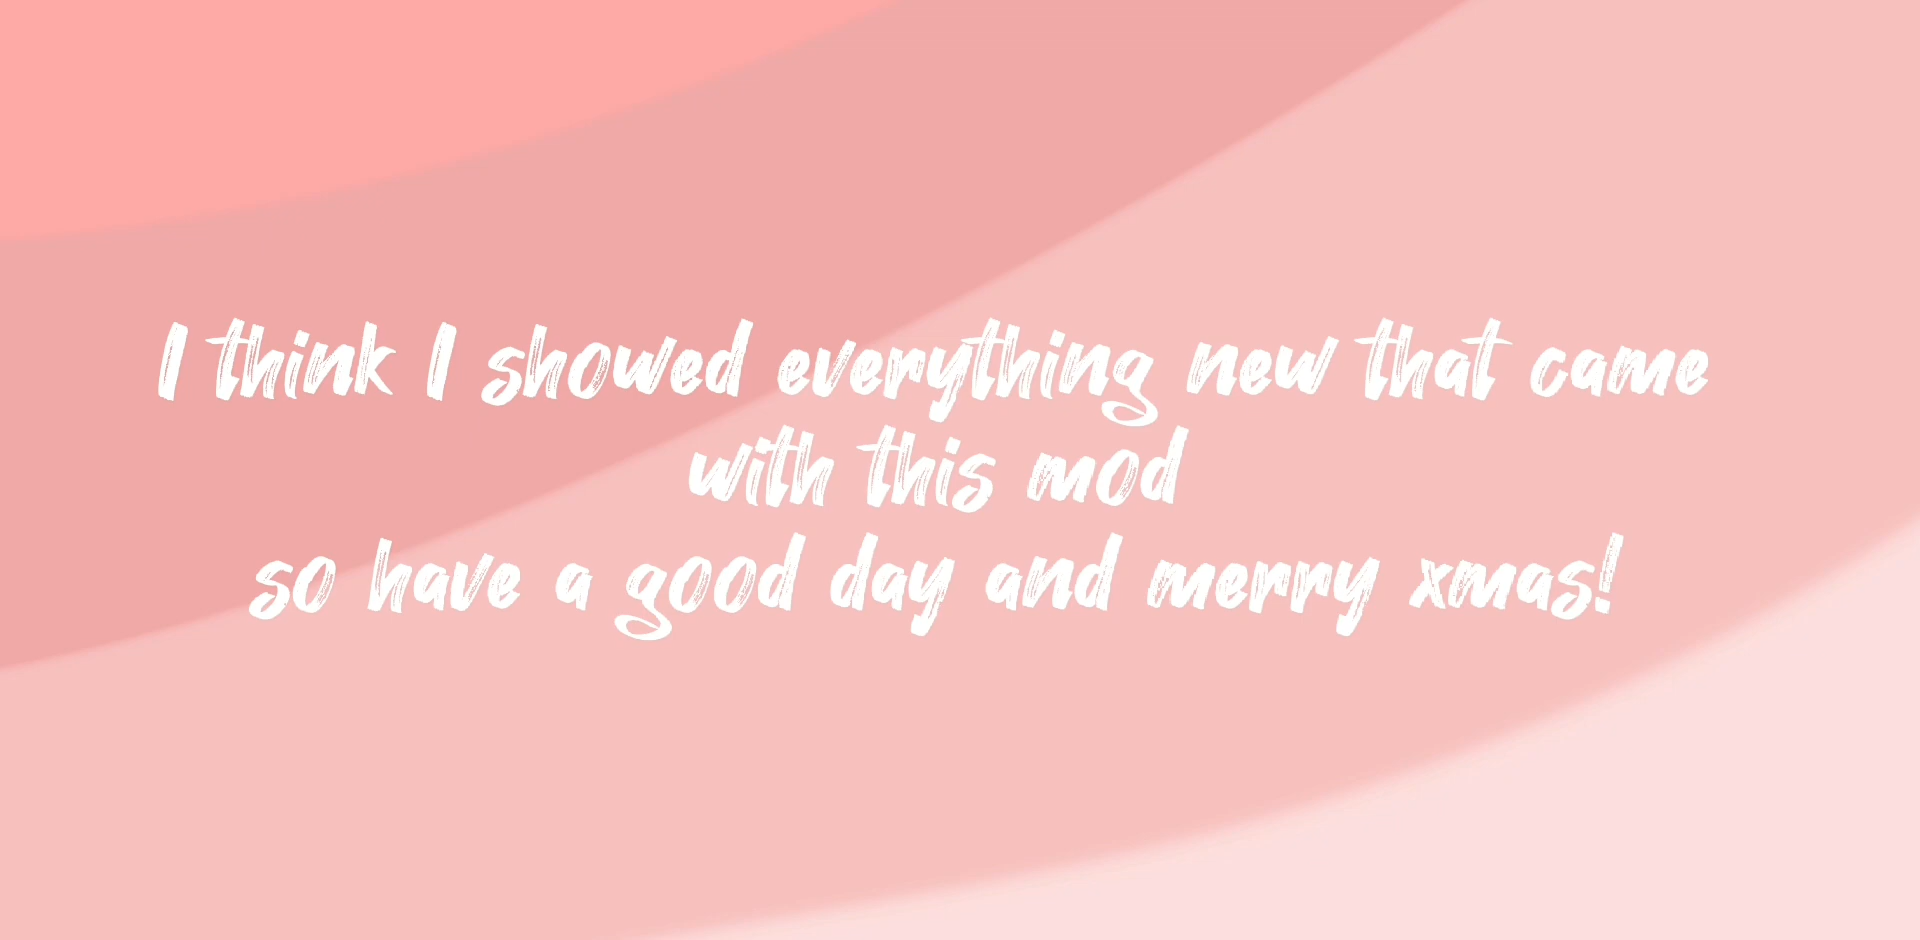 I think I showed everything new that came
with this mod
so have a good day and merry xmas!